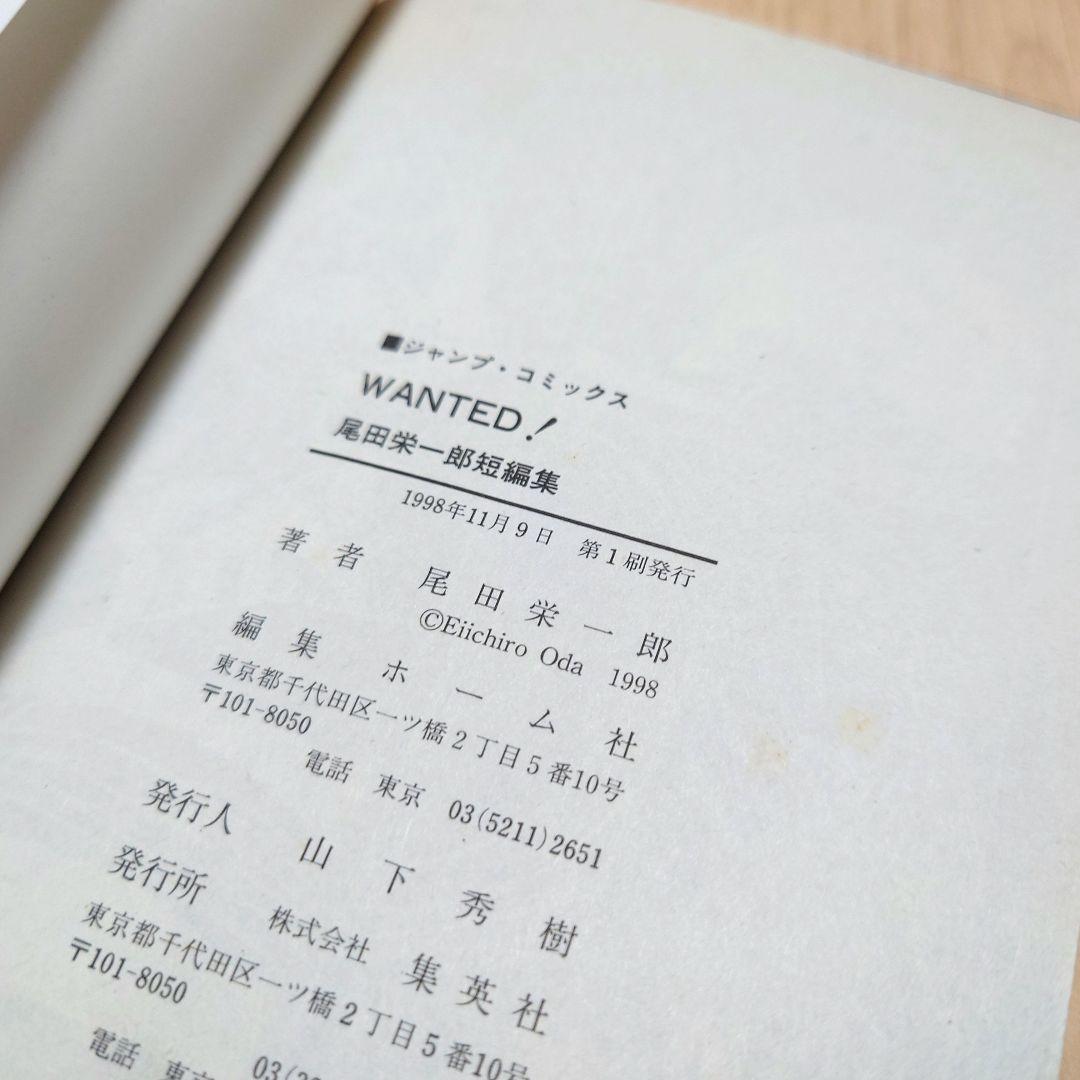 ■ジャンプ・コミックス
WANTED!
尾田栄一郎短編集
1998年11月9日 第1刷発行
著者 尾田栄一郎
©Eiichiro Oda 1998
編集 ホーム社
東京都千代田区一ツ橋2丁目5番10号
〒101-8050
電話 東京 03(5211)2651
発行人 山下秀樹
発行所 株式会社 集英社
東京都千代田区一ツ橋2丁目5番10号
〒101-8050
電話 東京 03(